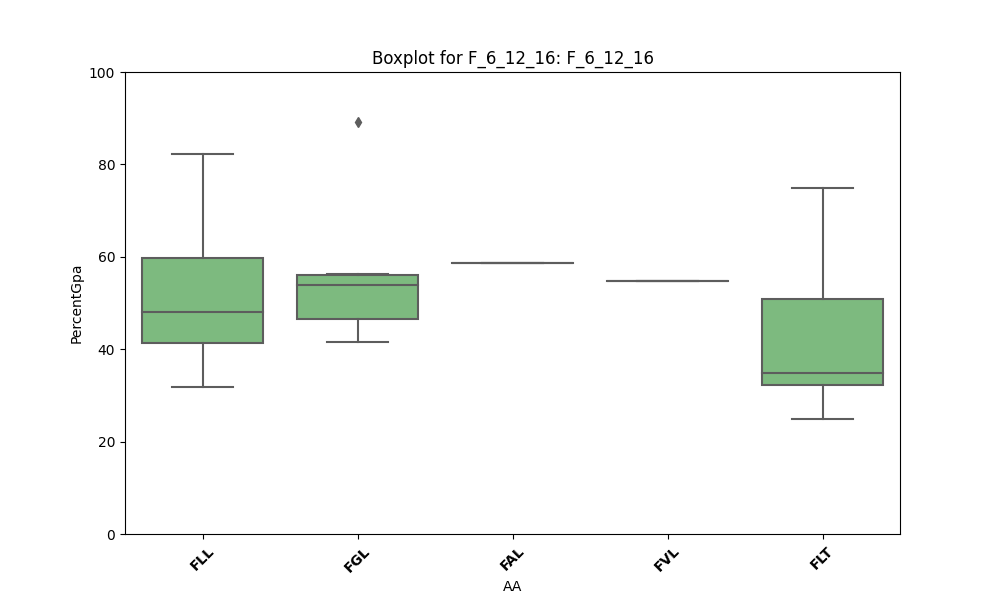 Boxplot for F_6_12_16: F_6_12_16
100
80
60
40
20
0
PercentGpa
FLL
FGL
FAL
FVL
FLT
AA